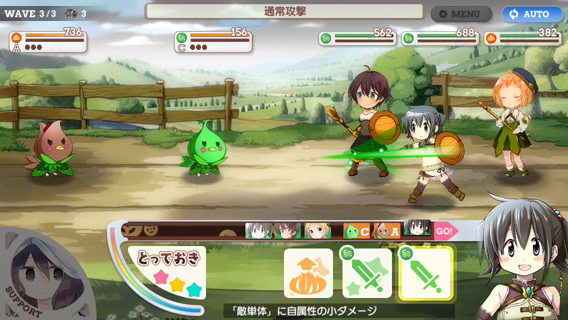 WAVE 3/3 3
通常攻撃
MENU
AUTO
736
A
156
C
562
688
382
C A GO!
とっておき
SUPPORT
「敵単体」に自属性の小ダメージ